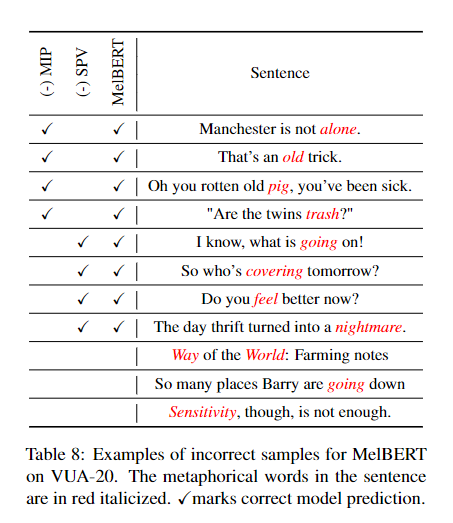 (-) MIP (-) SPV MelBERT Sentence
✓ ✓ Manchester is not alone.
✓ ✓ That's an old trick.
✓ ✓ Oh you rotten old pig, you've been sick.
✓ ✓ "Are the twins trash?"
✓ ✓ I know, what is going on!
✓ ✓ So who's covering tomorrow?
✓ ✓ Do you feel better now?
✓ ✓ The day thrift turned into a nightmare.
Way of the World: Farming notes
So many places Barry are going down
Sensitivity, though, is not enough.
Table 8: Examples of incorrect samples for MelBERT
on VUA-20. The metaphorical words in the sentence
are in red italicized. ✓marks correct model prediction.